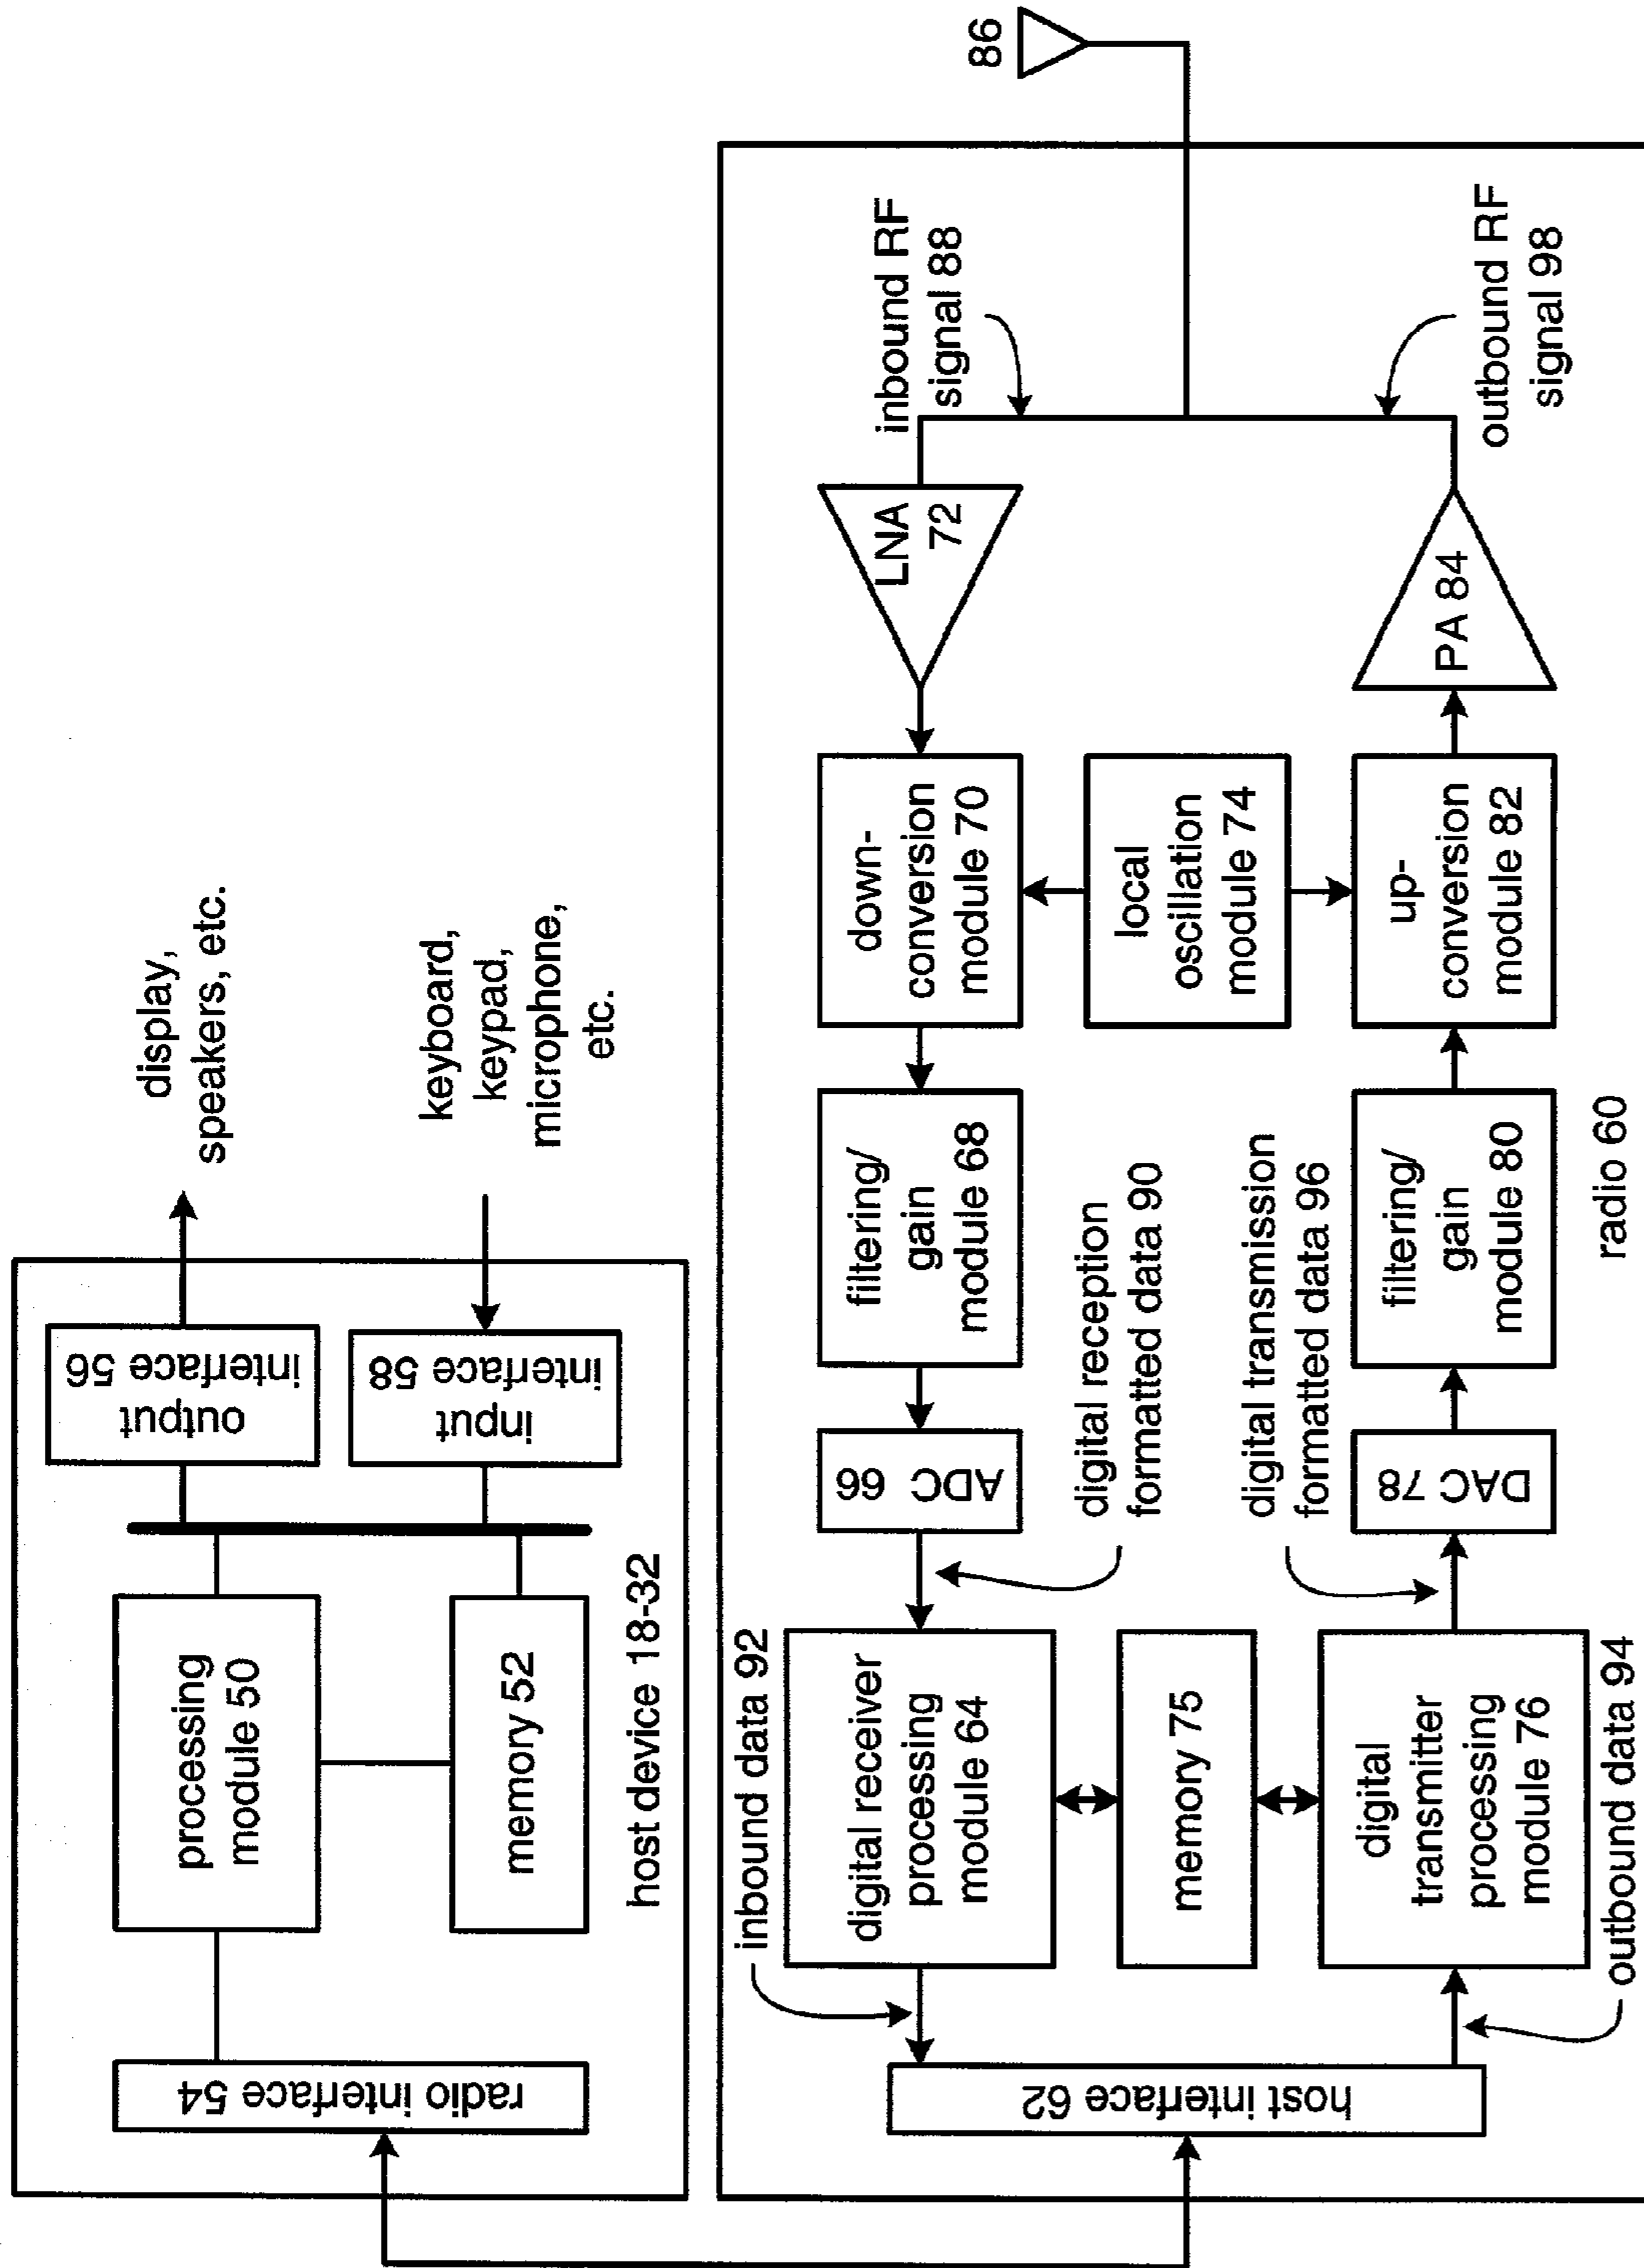 display,
speakers, etc.
keyboard,
keypad,
microphone,
etc.
output
interface 56
input
interface 58
processing
module 50
memory 52
radio interface 54
host device 18-32
86
inbound RF
signal 88
outbound RF
signal 98
LNA
72
PA 84
down-
conversion
module 70
local
oscillation
module 74
up-
conversion
module 82
filtering/
gain
module 68
digital reception
formatted data 90
digital transmission
formatted data 96
filtering/
gain
module 80
radio 60
ADC 66
DAC 78
inbound data 92
digital receiver
processing
module 64
memory 75
digital
transmitter
processing
module 76
outbound data 94
host interface 62